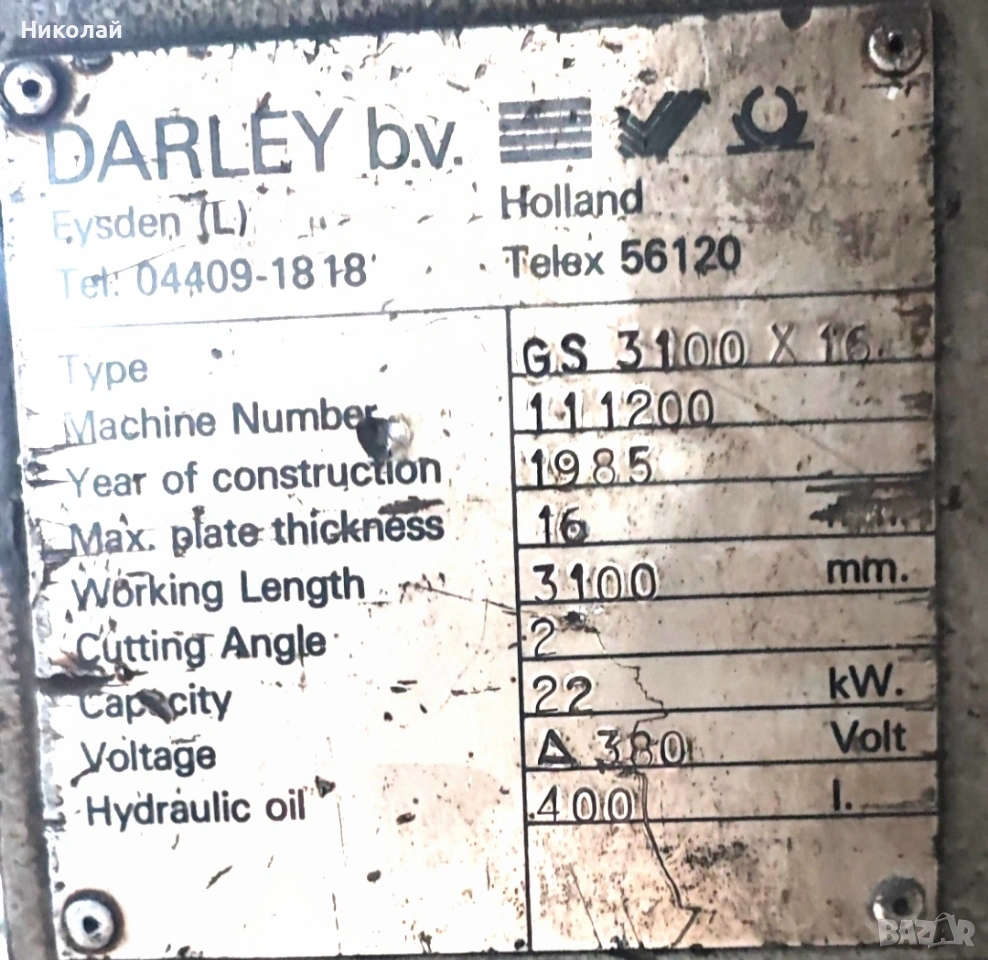 Николай
DARLEY b.v.
Eysden (L) Holland
Tel: 04409-1818 Telex 56120
Type GS 3100 X 16.
Machine Number 111200
Year of construction 1985
Max. plate thickness 16
Working Length 3100 mm.
Cutting Angle 2
Capacity 22 kW.
Voltage Δ 380 Volt
Hydraulic oil 400 l.
BAZAR